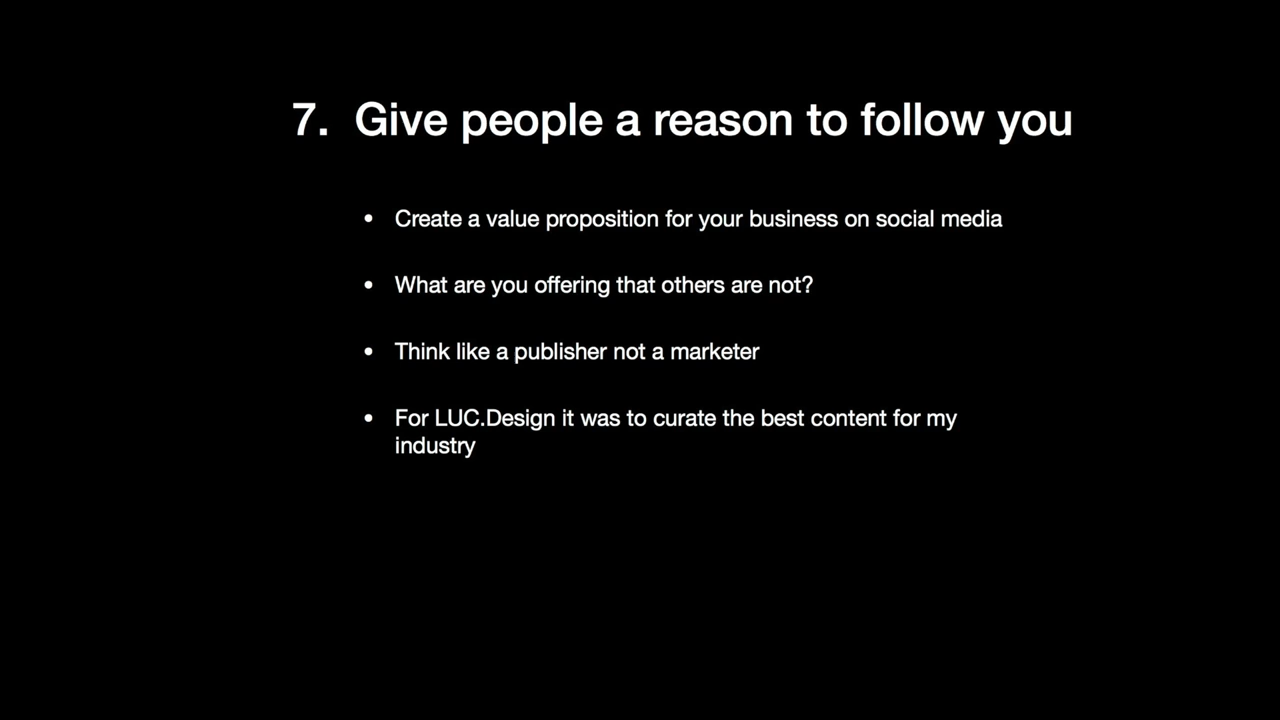 7. Give people a reason to follow you
• Create a value proposition for your business on social media
• What are you offering that others are not?
• Think like a publisher not a marketer
• For LUC.Design it was to curate the best content for my
industry